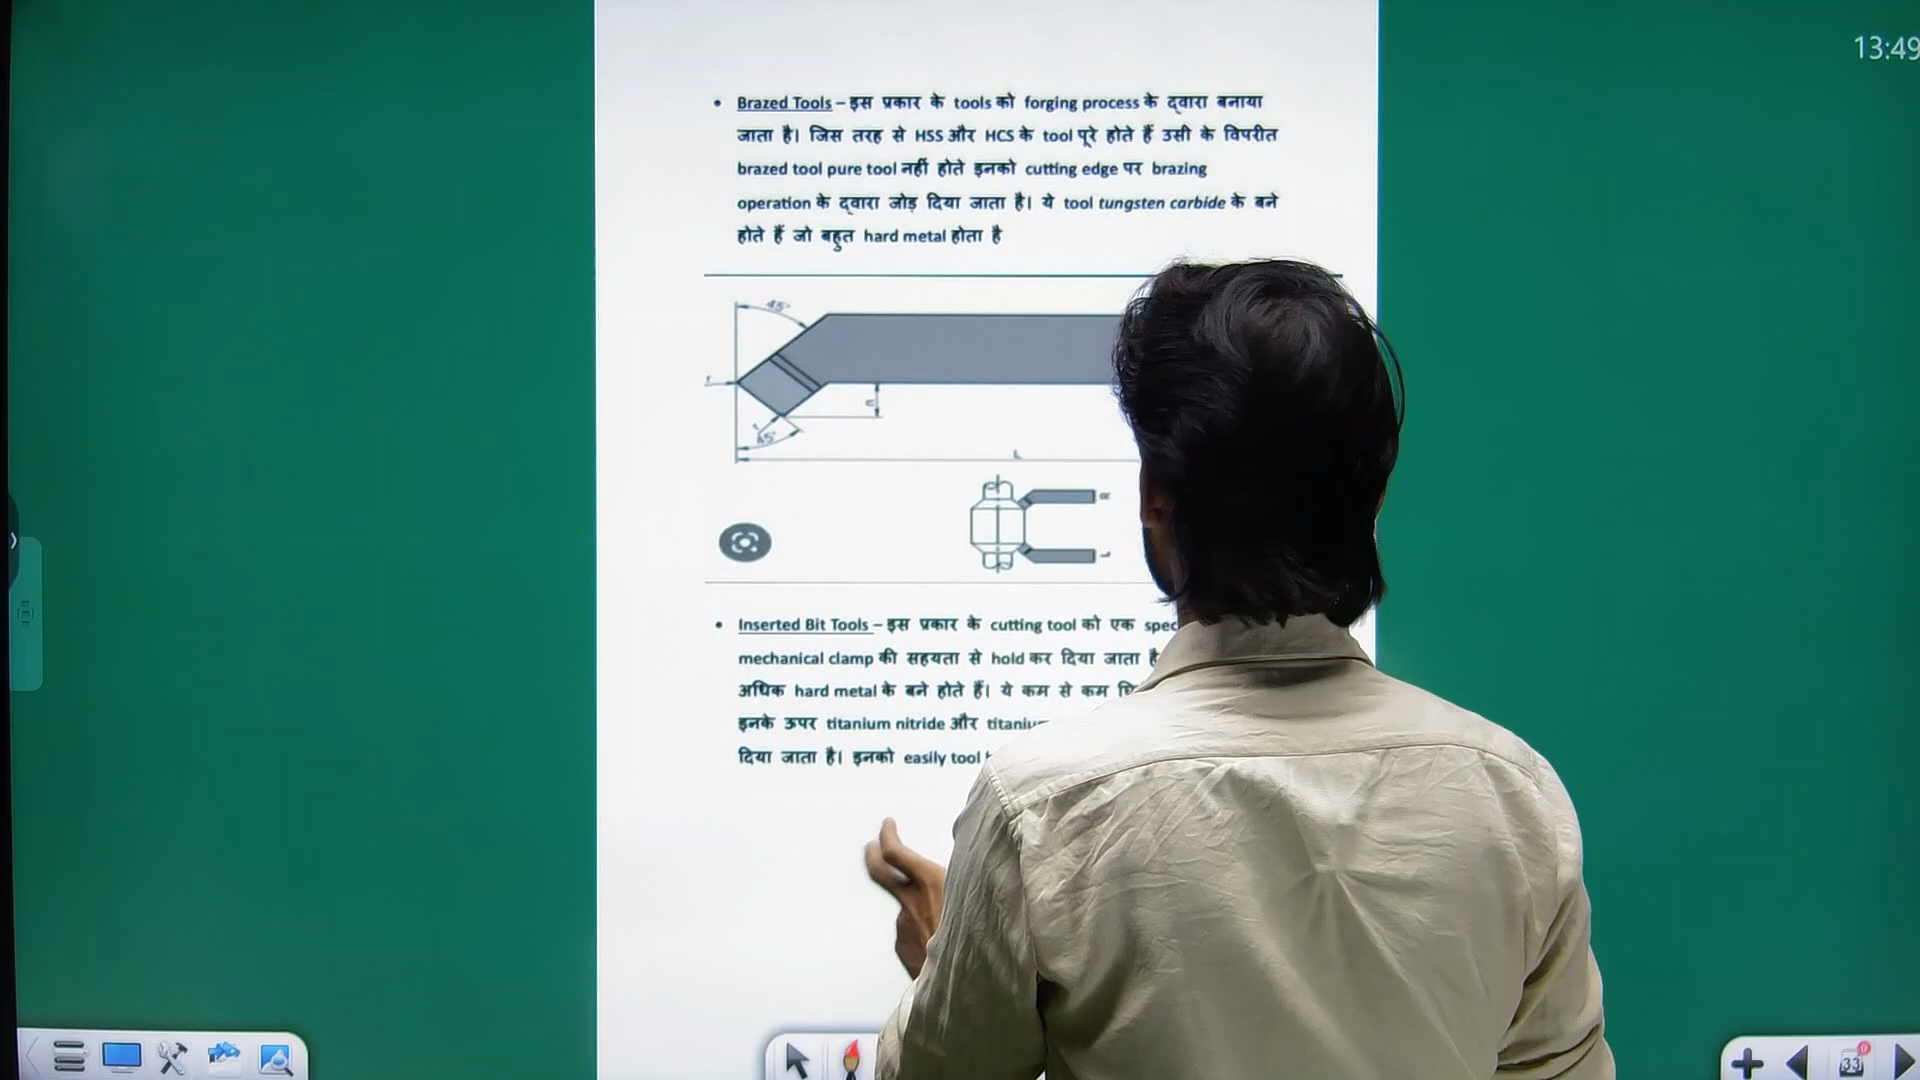 13:49
• Brazed Tools – इस प्रकार के tools को forging process के द्वारा बनाया
जाता है। जिस तरह से HSS और HCS के tool पूरे होते हैं उसी के विपरीत
brazed tool pure tool नहीं होते इनको cutting edge पर brazing
operation के द्वारा जोड़ दिया जाता है। ये tool tungsten carbide के बने
होते हैं जो बहुत hard metal होता है
45°
r
45°
L
• Inserted Bit Tools – इस प्रकार के cutting tool को एक
mechanical clamp की सहयता से hold कर दिया जाता
अधिक hard metal के बने होते हैं। ये कम से कम
इनके ऊपर titanium nitride और
दिया जाता है। इनको easily tool
33
0